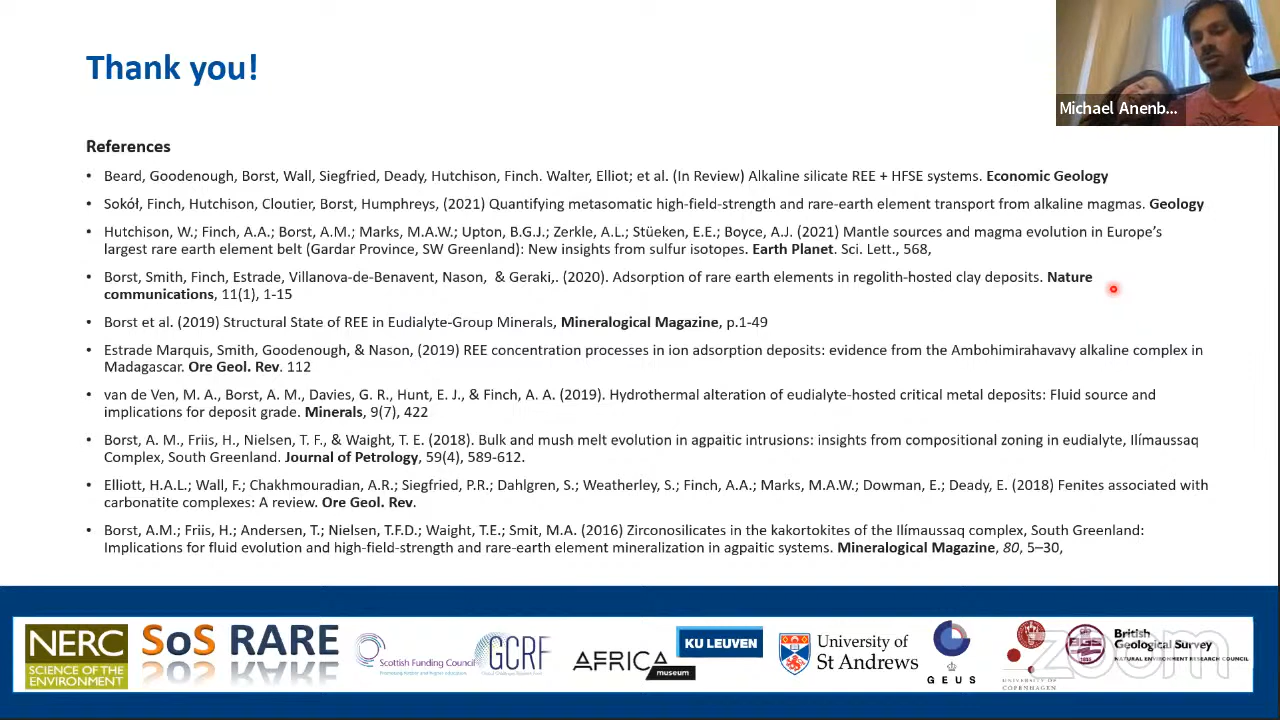 Thank you!
Michael Anenb...
References
• Beard, Goodenough, Borst, Wall, Siegfried, Deady, Hutchison, Finch. Walter, Elliot; et al. (In Review) Alkaline silicate REE + HFSE systems. Economic Geology
• Sokół, Finch, Hutchison, Cloutier, Borst, Humphreys, (2021) Quantifying metasomatic high-field-strength and rare-earth element transport from alkaline magmas. Geology
• Hutchison, W.; Finch, A.A.; Borst, A.M.; Marks, M.A.W.; Upton, B.G.J.; Zerkle, A.L.; Stüeken, E.E.; Boyce, A.J. (2021) Mantle sources and magma evolution in Europe's
largest rare earth element belt (Gardar Province, SW Greenland): New insights from sulfur isotopes. Earth Planet. Sci. Lett., 568,
• Borst, Smith, Finch, Estrade, Villanova-de-Benavent, Nason, & Geraki,. (2020). Adsorption of rare earth elements in regolith-hosted clay deposits. Nature
communications, 11(1), 1-15
• Borst et al. (2019) Structural State of REE in Eudialyte-Group Minerals, Mineralogical Magazine, p.1-49
• Estrade Marquis, Smith, Goodenough, & Nason, (2019) REE concentration processes in ion adsorption deposits: evidence from the Ambohimirahavavy alkaline complex in
Madagascar. Ore Geol. Rev. 112
• van de Ven, M. A., Borst, A. M., Davies, G. R., Hunt, E. J., & Finch, A. A. (2019). Hydrothermal alteration of eudialyte-hosted critical metal deposits: Fluid source and
implications for deposit grade. Minerals, 9(7), 422
• Borst, A. M., Friis, H., Nielsen, T. F., & Waight, T. E. (2018). Bulk and mush melt evolution in agpaitic intrusions: insights from compositional zoning in eudialyte, Ilímaussaq
Complex, South Greenland. Journal of Petrology, 59(4), 589-612.
• Elliott, H.A.L.; Wall, F.; Chakhmouradian, A.R.; Siegfried, P.R.; Dahlgren, S.; Weatherley, S.; Finch, A.A.; Marks, M.A.W.; Dowman, E.; Deady, E. (2018) Fenites associated with
carbonatite complexes: A review. Ore Geol. Rev.
• Borst, A.M.; Friis, H.; Andersen, T.; Nielsen, T.F.D.; Waight, T.E.; Smit, M.A. (2016) Zirconosilicates in the kakortokites of the Ilímaussaq complex, South Greenland:
Implications for fluid evolution and high-field-strength and rare-earth element mineralization in agpaitic systems. Mineralogical Magazine, 80, 5–30,
NERC
SCIENCE OF THE
ENVIRONMENT
SoS RARE
Scottish Funding Council
GCRF
AFRICA
museum
KU LEUVEN
University of
St Andrews
GEUS
UNIVERSITY OF
COPENHAGEN
BGS
British
Geological Survey
NATURAL ENVIRONMENT RESEARCH COUNCIL
zoom